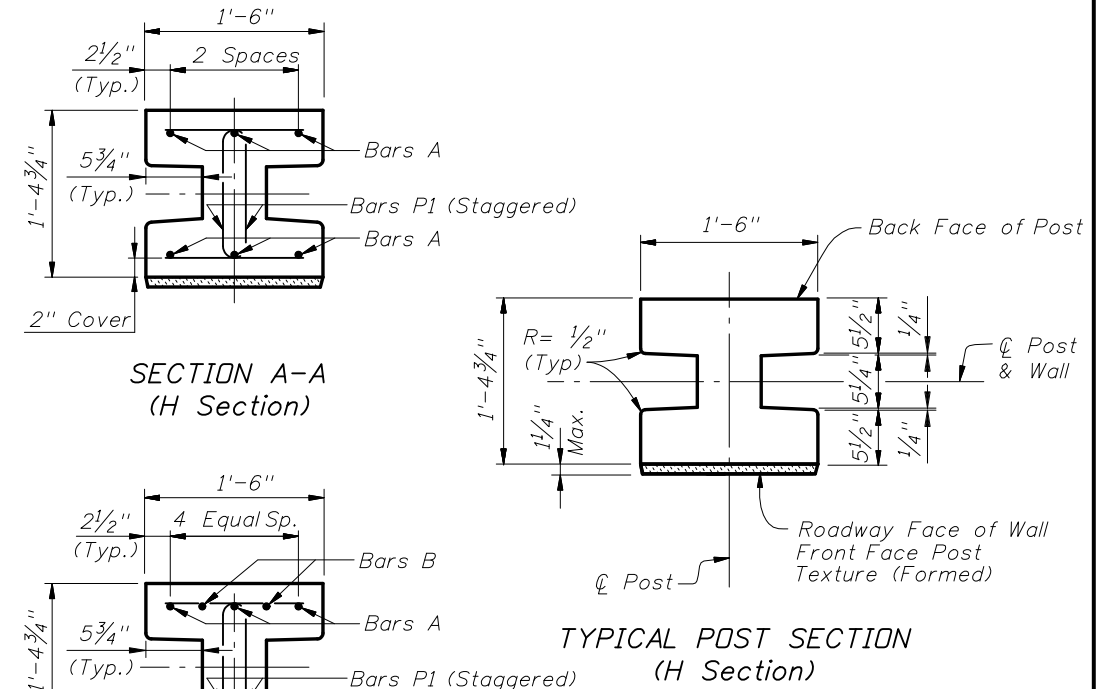 1'-6"
2½" 2 Spaces
(Typ.)
Bars A
5¾"
(Typ.)
1'-4¾"
Bars P1 (Staggered)
Bars A
2" Cover
SECTION A-A
(H Section)
1'-6"
Back Face of Post
R= ½"
(Typ)
1'-4¾"
1¼"
Max.
5½"
¼"
5¼"
5½"
¼"
℄ Post
& Wall
Roadway Face of Wall
Front Face Post
Texture (Formed)
℄ Post
TYPICAL POST SECTION
(H Section)
1'-6"
2½" 4 Equal Sp.
(Typ.)
Bars B
Bars A
5¾"
(Typ.)
1'-4¾"
Bars P1 (Staggered)